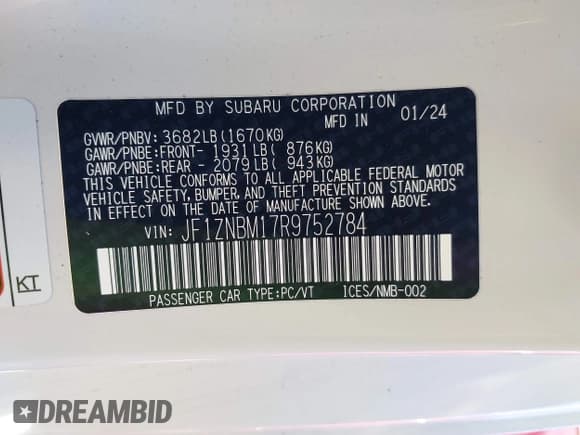 MFD BY SUBARU CORPORATION
MFD IN 01/24
GVWR/PNBV: 3682LB(1670KG)
GAWR/PNBE:FRONT- 1931LB( 876KG)
GAWR/PNBE:REAR - 2079LB( 943KG)
THIS VEHICLE CONFORMS TO ALL APPLICABLE FEDERAL MOTOR
VEHICLE SAFETY, BUMPER, AND THEFT PREVENTION STANDARDS
IN EFFECT ON THE DATE OF MANUFACTURE SHOWN ABOVE.
VIN: JF1ZNBM17R9752784
PASSENGER CAR TYPE:PC/VT ICES/NMB-002
KT
DREAMBID